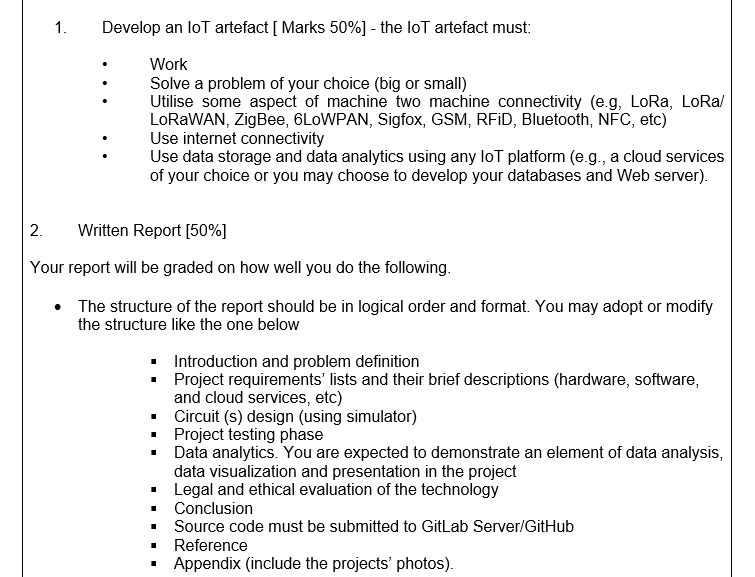 1. Develop an IoT artefact [ Marks 50%] - the IoT artefact must:
• Work
• Solve a problem of your choice (big or small)
• Utilise some aspect of machine two machine connectivity (e.g, LoRa, LoRa/
LoRaWAN, ZigBee, 6LoWPAN, Sigfox, GSM, RFiD, Bluetooth, NFC, etc)
• Use internet connectivity
• Use data storage and data analytics using any IoT platform (e.g., a cloud services
of your choice or you may choose to develop your databases and Web server).
2. Written Report [50%]
Your report will be graded on how well you do the following.
• The structure of the report should be in logical order and format. You may adopt or modify
the structure like the one below
▪ Introduction and problem definition
▪ Project requirements' lists and their brief descriptions (hardware, software,
and cloud services, etc)
▪ Circuit (s) design (using simulator)
▪ Project testing phase
▪ Data analytics. You are expected to demonstrate an element of data analysis,
data visualization and presentation in the project
▪ Legal and ethical evaluation of the technology
▪ Conclusion
▪ Source code must be submitted to GitLab Server/GitHub
▪ Reference
▪ Appendix (include the projects' photos).